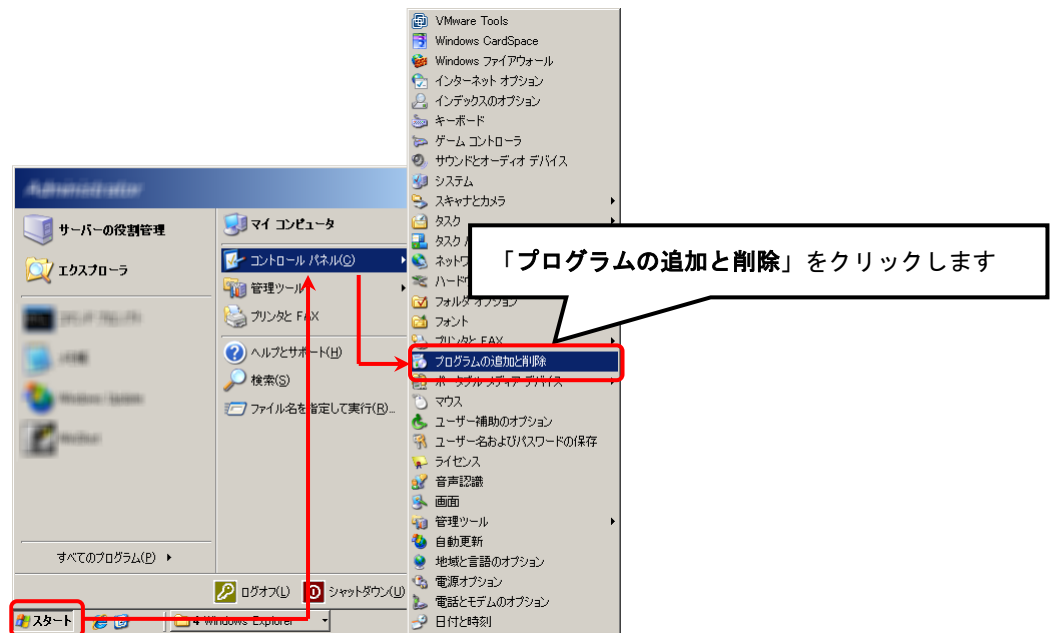 VMware Tools
Windows CardSpace
Windows ファイアウォール
インターネット オプション
インデックスのオプション
キーボード
ゲーム コントローラ
サウンドとオーディオ デバイス
システム
スキャナとカメラ
タスク
タスク
ネットワ
ハード
フォルダ オプション
フォント
プリンタと FAX
プログラムの追加と削除
ポータブル メディア デバイス
マウス
ユーザー補助のオプション
ユーザー名およびパスワードの保存
ライセンス
音声認識
画面
管理ツール
自動更新
地域と言語のオプション
電源オプション
電話とモデムのオプション
日付と時刻
「プログラムの追加と削除」をクリックします
Administrator
サーバーの役割管理
エクスプローラ
マイ コンピュータ
コントロール パネル(C)
管理ツール
プリンタと FAX
ヘルプとサポート(H)
検索(S)
ファイル名を指定して実行(R)...
すべてのプログラム(P)
ログオフ(L)
シャットダウン(U)
スタート
4 Windows Explorer